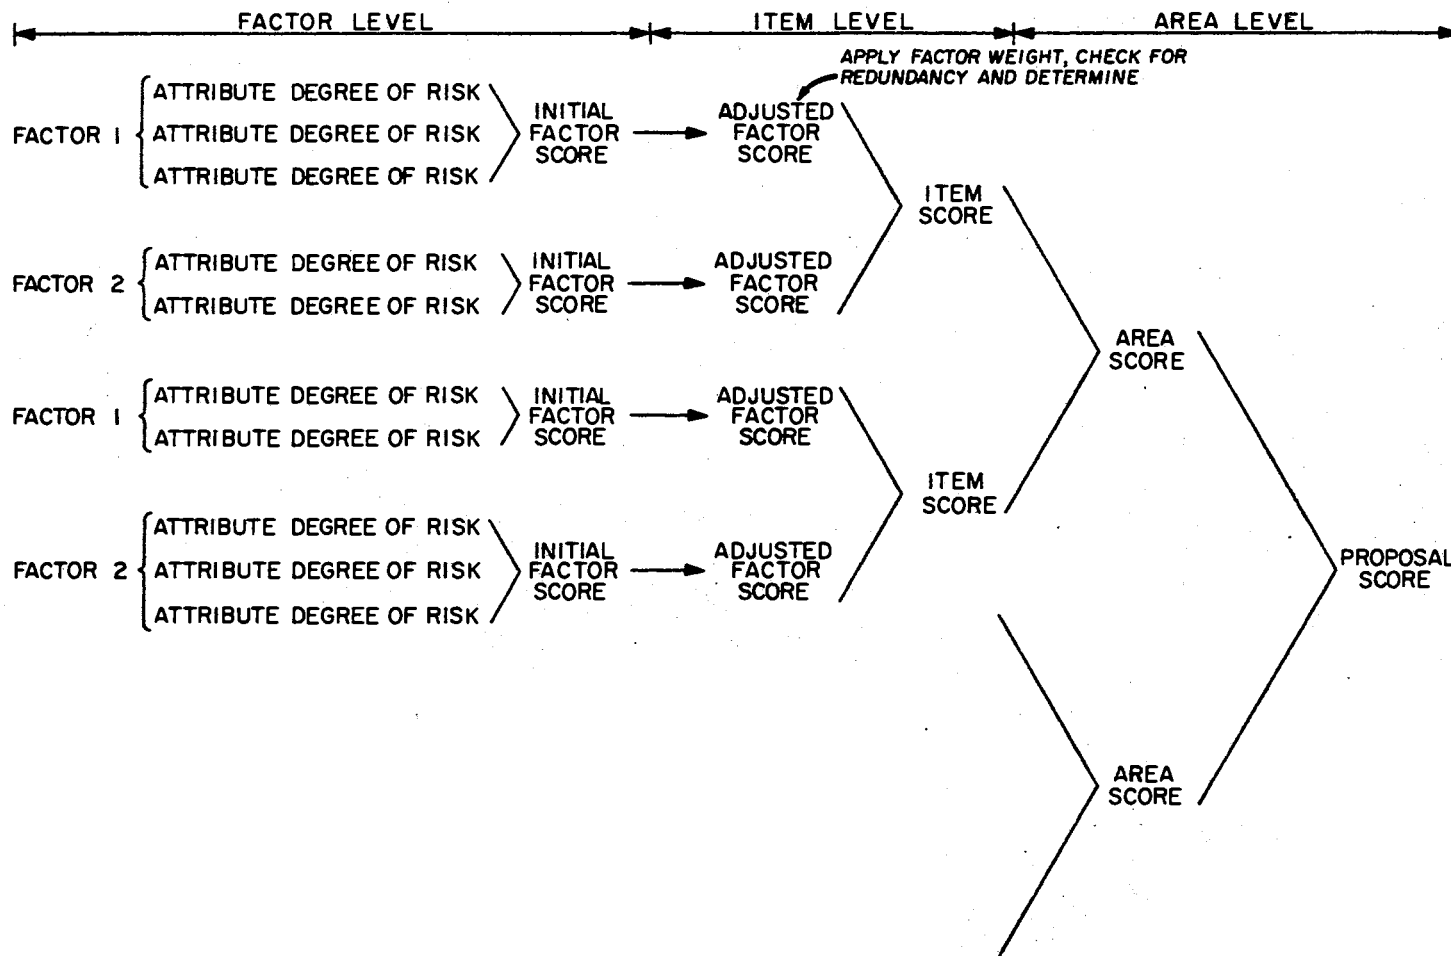 FACTOR LEVEL
ITEM LEVEL
AREA LEVEL
APPLY FACTOR WEIGHT, CHECK FOR
REDUNDANCY AND DETERMINE
FACTOR 1
ATTRIBUTE DEGREE OF RISK
ATTRIBUTE DEGREE OF RISK
ATTRIBUTE DEGREE OF RISK
INITIAL
FACTOR
SCORE
ADJUSTED
FACTOR
SCORE
ITEM
SCORE
FACTOR 2
ATTRIBUTE DEGREE OF RISK
ATTRIBUTE DEGREE OF RISK
INITIAL
FACTOR
SCORE
ADJUSTED
FACTOR
SCORE
AREA
SCORE
FACTOR 1
ATTRIBUTE DEGREE OF RISK
ATTRIBUTE DEGREE OF RISK
INITIAL
FACTOR
SCORE
ADJUSTED
FACTOR
SCORE
ITEM
SCORE
FACTOR 2
ATTRIBUTE DEGREE OF RISK
ATTRIBUTE DEGREE OF RISK
ATTRIBUTE DEGREE OF RISK
INITIAL
FACTOR
SCORE
ADJUSTED
FACTOR
SCORE
PROPOSAL
SCORE
AREA
SCORE